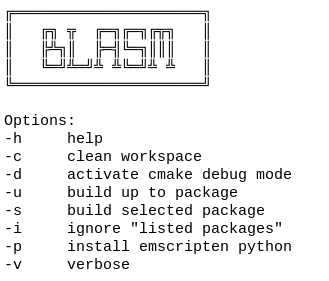 BLASM
Options:
-h     help
-c     clean workspace
-d     activate cmake debug mode
-u     build up to package
-s     build selected package
-i     ignore "listed packages"
-p     install emscripten python
-v     verbose